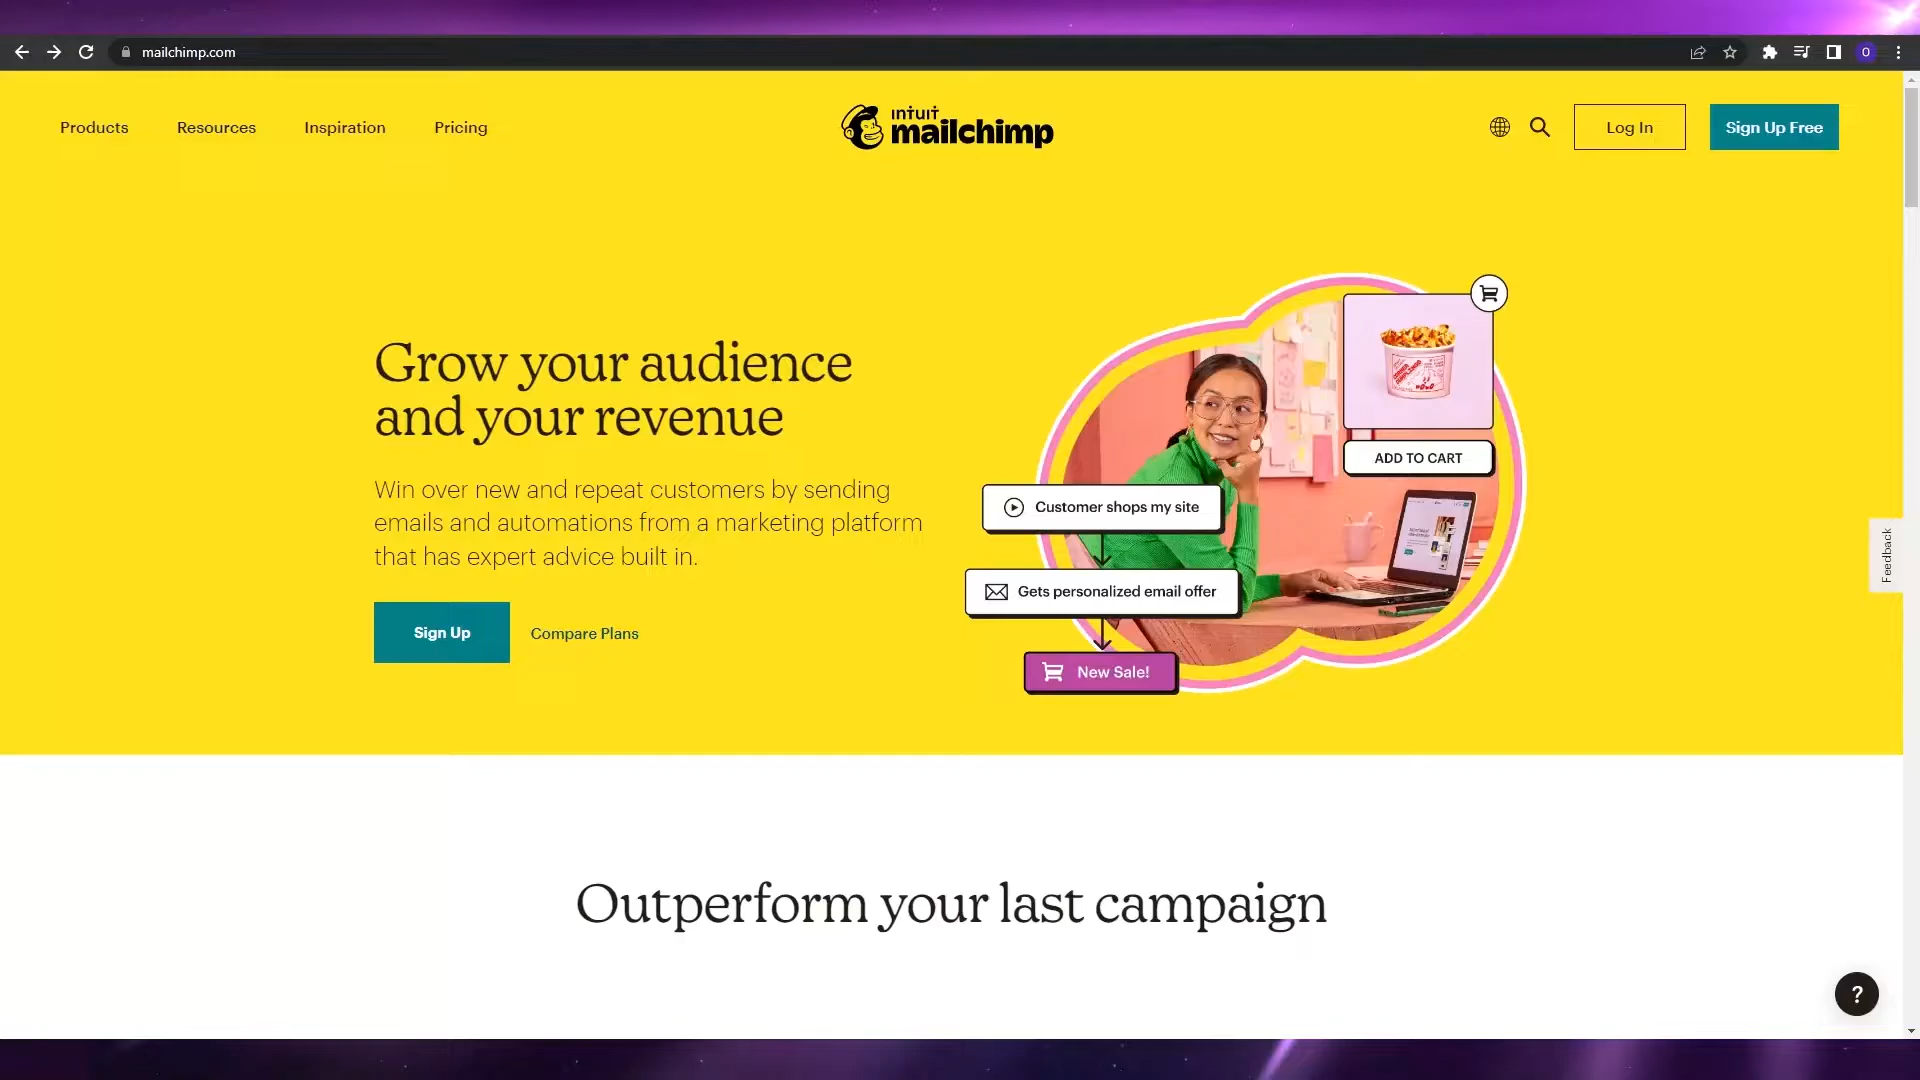 mailchimp.com
O
Products
Resources
Inspiration
Pricing
INTUIT
mailchimp
Log In
Sign Up Free
Grow your audience
and your revenue
Win over new and repeat customers by sending
emails and automations from a marketing platform
that has expert advice built in.
Sign Up
Compare Plans
ADD TO CART
Customer shops my site
Gets personalized email offer
New Sale!
Feedback
Outperform your last campaign
?